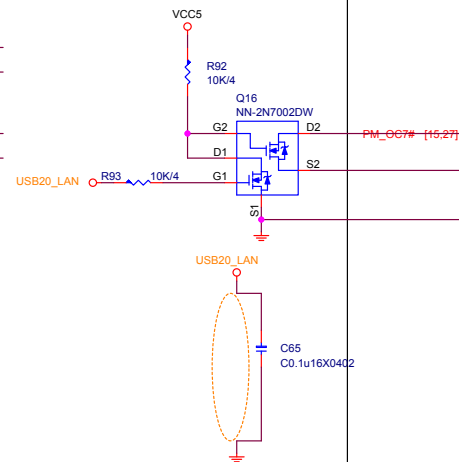 VCC5
R92
10K/4
Q16
NN-2N7002DW
G2
D2
PM_OC7# [15,27]
D1
S2
USB20_LAN
R93
10K/4
G1
S1
USB20_LAN
C65
C0.1u16X0402